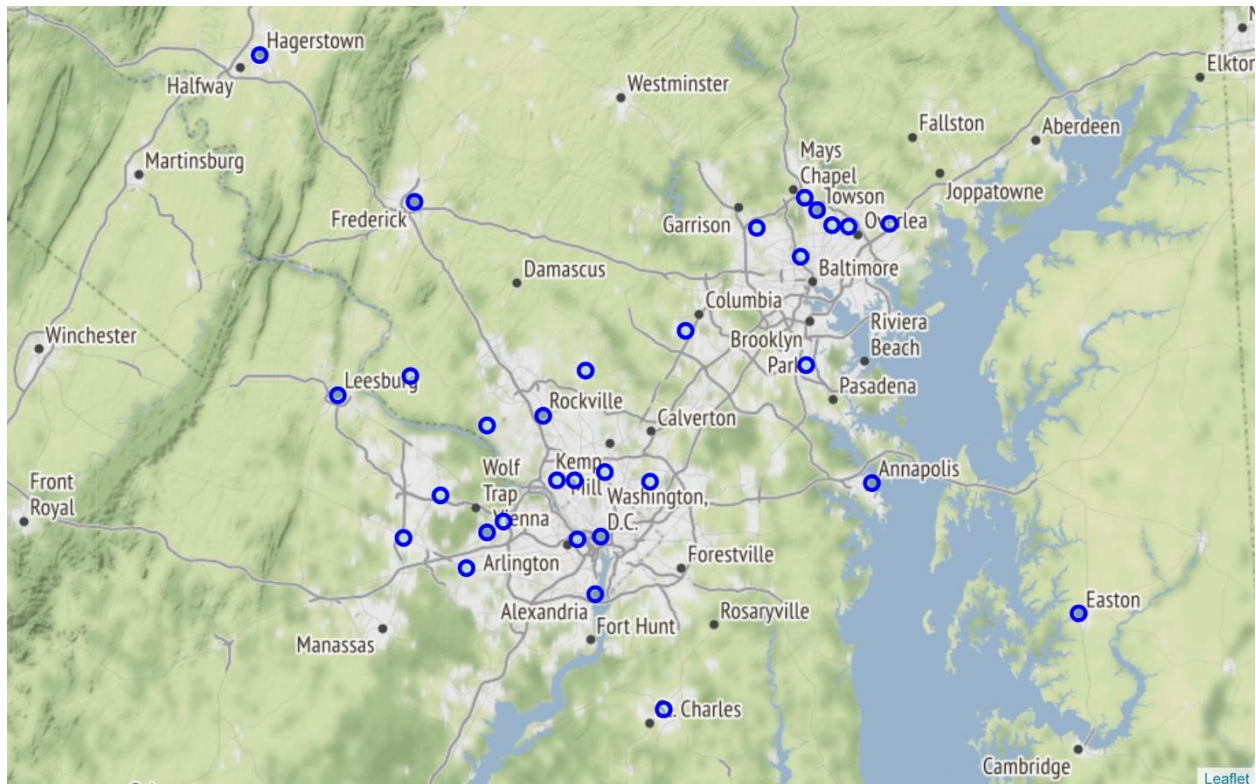 Hagerstown
Halfway
Westminster
Elkton
Fallston
Aberdeen
Mays
Chapel
Martinsburg
Joppatowne
Towson
Frederick
Garrison
Overlea
Damascus
Baltimore
Columbia
Winchester
Riviera
Beach
Brooklyn
Park
Leesburg
Pasadena
Rockville
Calverton
Kemp
Mill
Wolf
Trap
Annapolis
Front
Royal
Washington,
D.C.
Vienna
Arlington
Forestville
Alexandria
Easton
Rosaryville
Fort Hunt
Manassas
. Charles
Cambridge
Leaflet